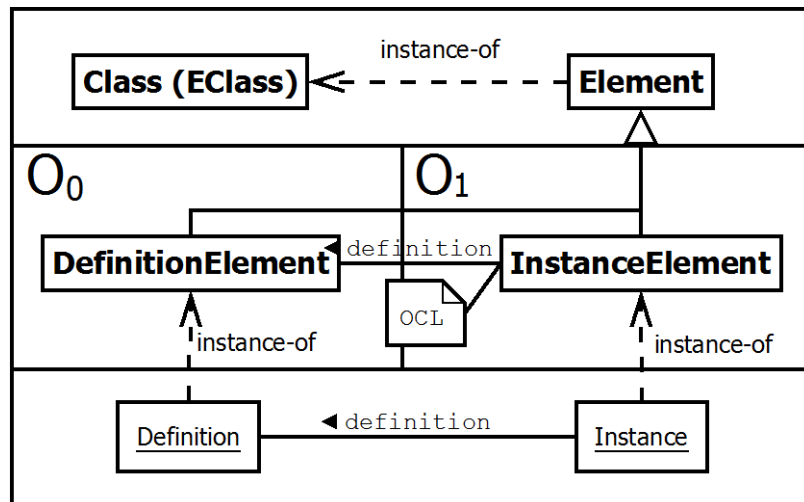 instance-of
Class (EClass)
Element
O0
O1
◄ definition
DefinitionElement
InstanceElement
OCL
instance-of
instance-of
◄ definition
Definition
Instance